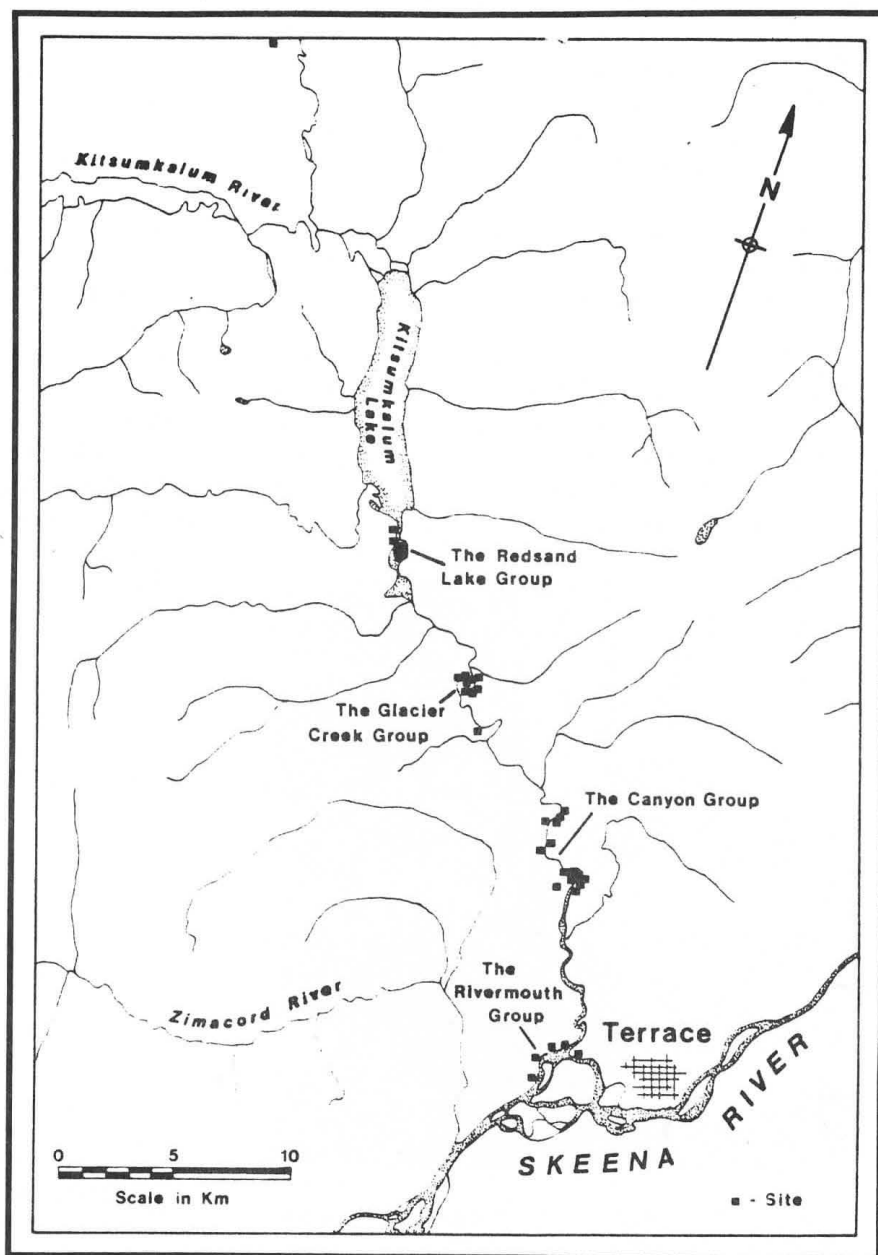 Kitsumkalum River
N
Kitsumkalum
Lake
The Redsand
Lake Group
The Glacier
Creek Group
The Canyon Group
Zimacord River
The
Rivermouth
Group
Terrace
SKEENA RIVER
0 5 10
Scale in Km
■ - Site